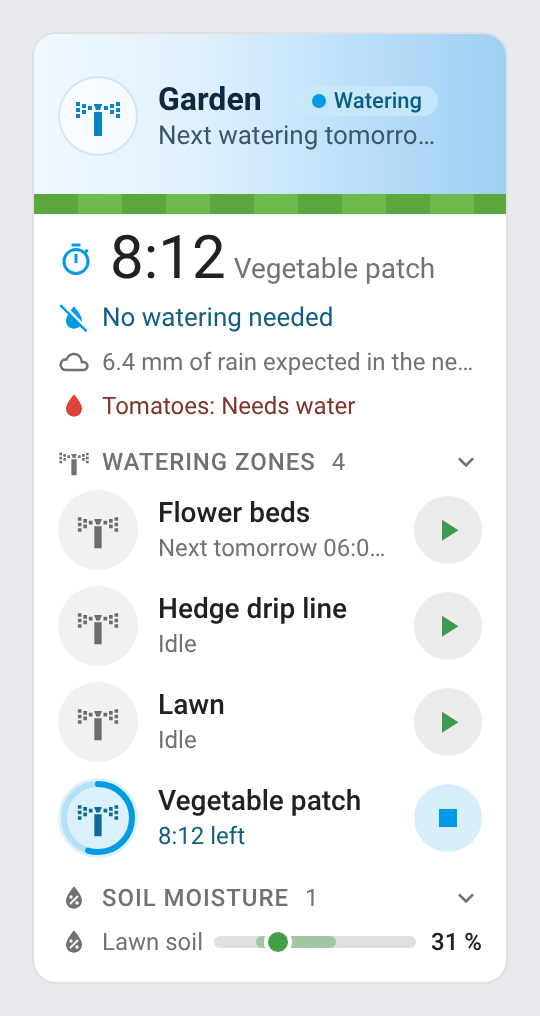 Garden
Watering
Next watering tomorro...
8:12 Vegetable patch
No watering needed
6.4 mm of rain expected in the ne...
Tomatoes: Needs water
WATERING ZONES 4
Flower beds
Next tomorrow 06:0...
Hedge drip line
Idle
Lawn
Idle
Vegetable patch
8:12 left
SOIL MOISTURE 1
Lawn soil 31 %